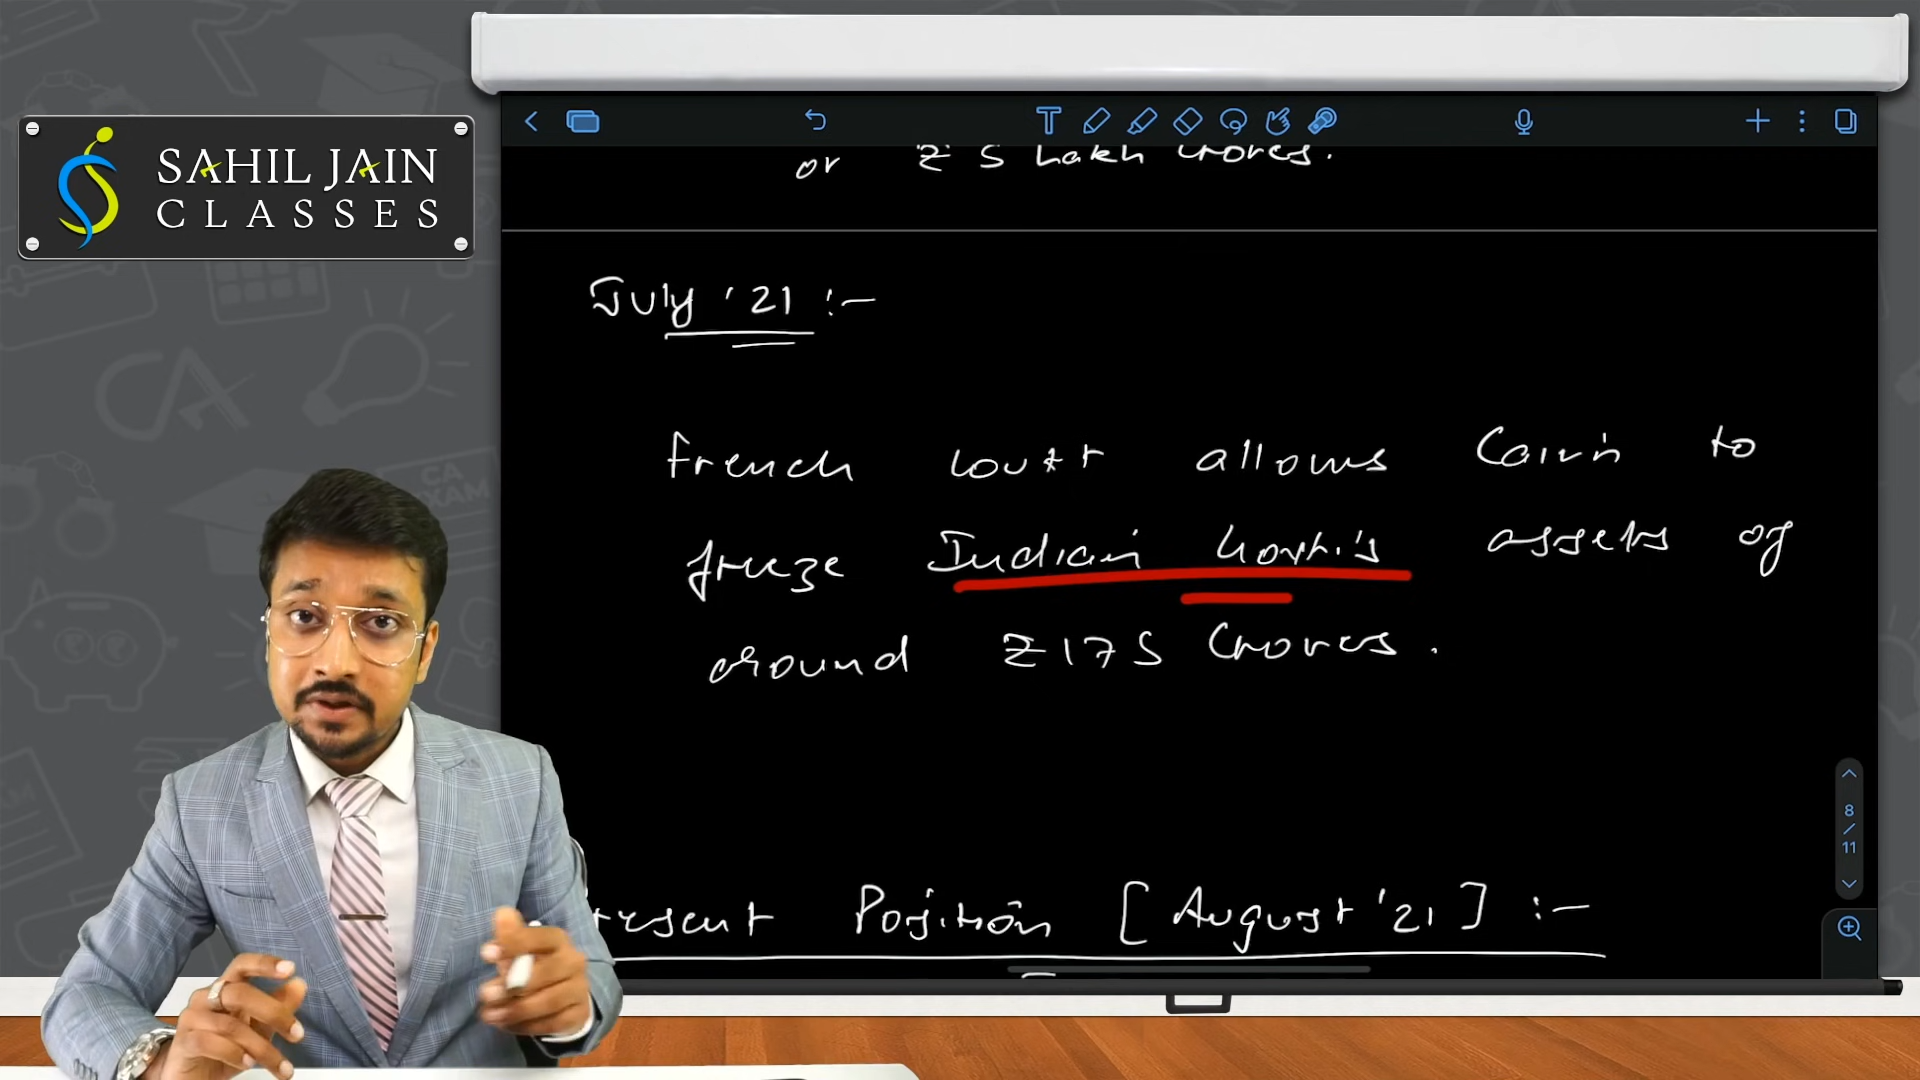 SAHIL JAIN
CLASSES
or ₹ 5 Lakh Crores.
July '21 :-
French Court allows Cairn to
freeze Indian Govt.'s assets of
around ₹175 Crores.
resent Position [August '21] :-
8
/
11